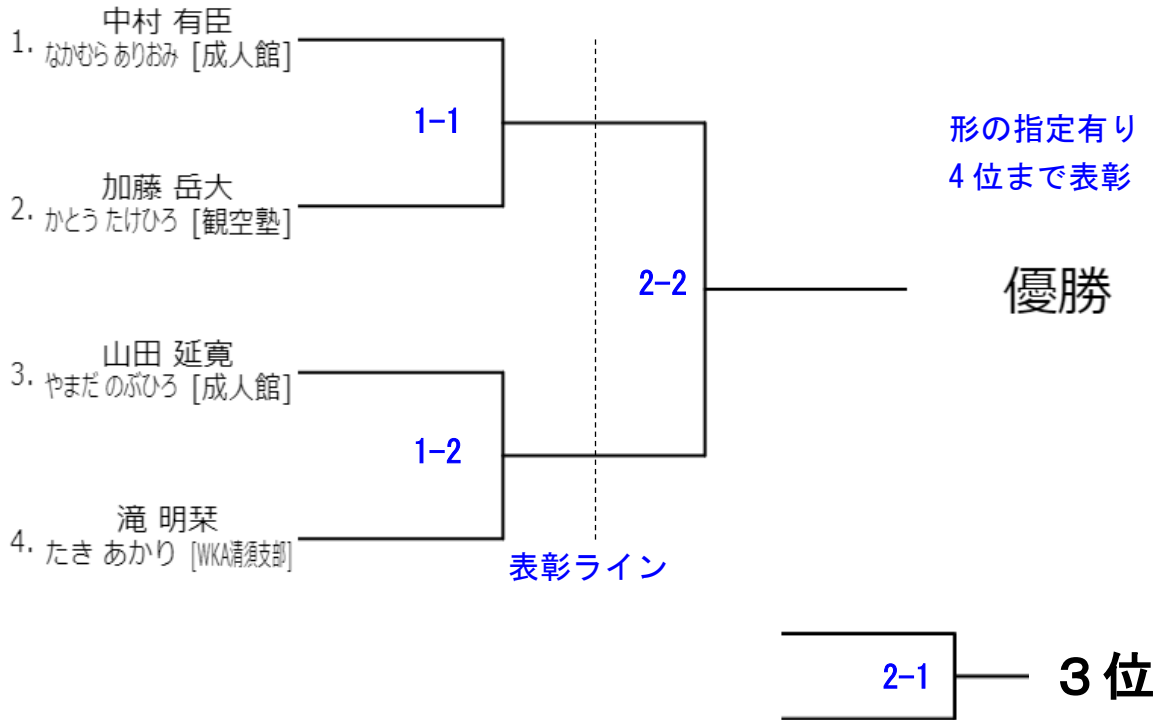 中村 有臣
1. なかむら ありおみ [成人館]
1-1
形の指定有り
4位まで表彰
加藤 岳大
2. かとう たけひろ [観空塾]
2-2
優勝
山田 延寛
3. やまだ のぶひろ [成人館]
1-2
滝 明栞
4. たき あかり [WKA清須支部]
表彰ライン
2-1
3位